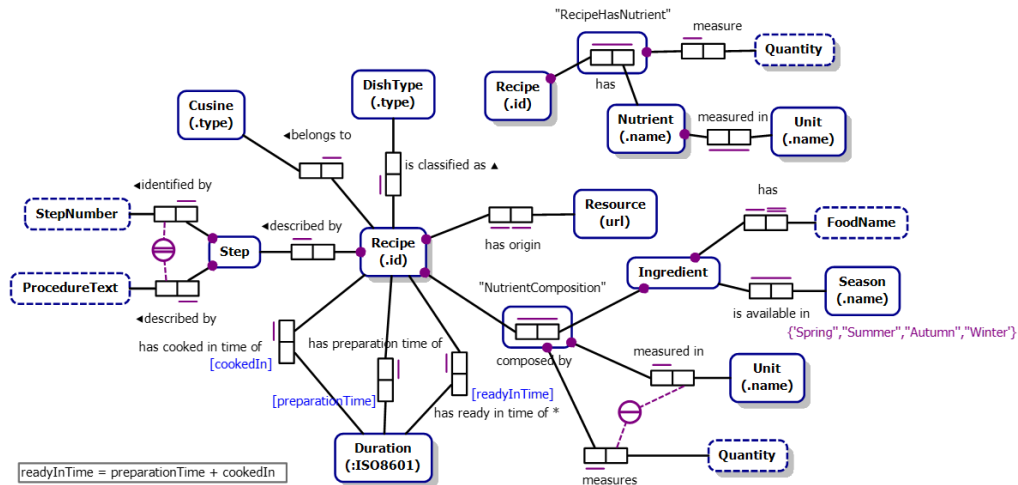 "RecipeHasNutrient"
measure
Quantity
Recipe
(.id)
has
Nutrient
(.name)
measured in
Unit
(.name)
DishType
(.type)
Cusine
(.type)
◄belongs to
is classified as ▲
◄identified by
StepNumber
Step
◄described by
Recipe
(.id)
ProcedureText
◄described by
has origin
Resource
(url)
has
FoodName
Ingredient
is available in
Season
(.name)
{'Spring","Summer","Autumn","Winter'}
"NutrientComposition"
composed by
measured in
Unit
(.name)
Quantity
measures
has cooked in time of
[cookedIn]
has preparation time of
[preparationTime]
[readyInTime]
has ready in time of *
Duration
(:ISO8601)
readyInTime = preparationTime + cookedIn